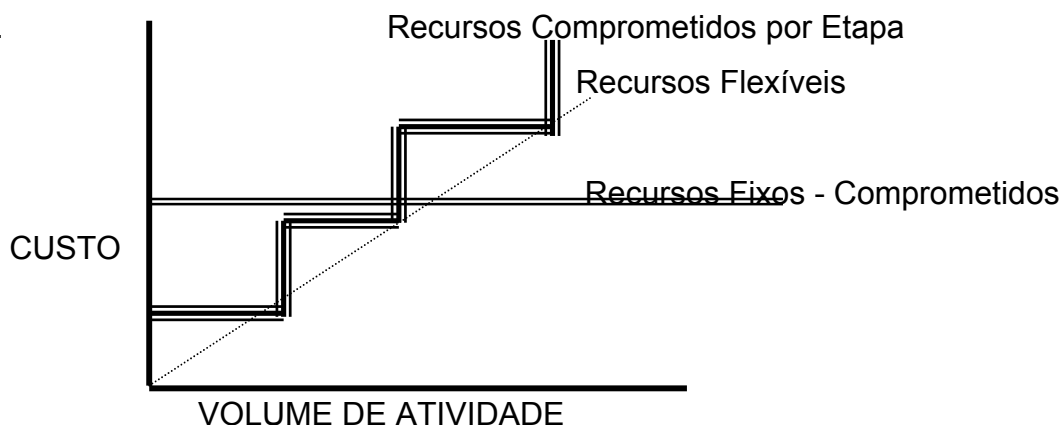 Recursos Comprometidos por Etapa
Recursos Flexíveis
Recursos Fixos - Comprometidos
CUSTO
VOLUME DE ATIVIDADE